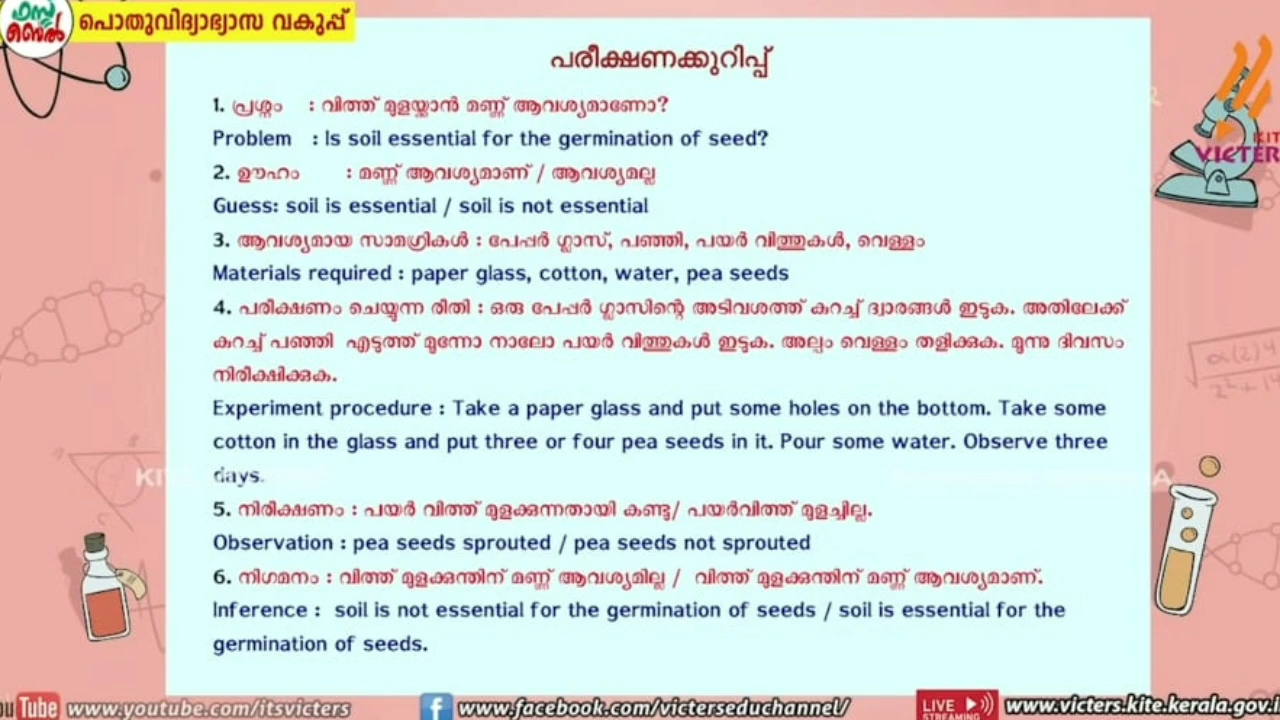 ഫസ്റ്റ്
ബെൽ
പൊതുവിദ്യാഭ്യാസ വകുപ്പ്
പരീക്ഷണക്കുറിപ്പ്
1. പ്രശ്നം : വിത്ത് മുളയ്ക്കാൻ മണ്ണ് ആവശ്യമാണോ?
Problem : Is soil essential for the germination of seed?
2. ഊഹം : മണ്ണ് ആവശ്യമാണ് / ആവശ്യമല്ല
Guess: soil is essential / soil is not essential
3. ആവശ്യമായ സാമഗ്രികൾ : പേപ്പർ ഗ്ലാസ്, പഞ്ഞി, പയർ വിത്തുകൾ, വെള്ളം
Materials required : paper glass, cotton, water, pea seeds
4. പരീക്ഷണം ചെയ്യുന്ന രീതി : ഒരു പേപ്പർ ഗ്ലാസിന്റെ അടിവശത്ത് കുറച്ച് ദ്വാരങ്ങൾ ഇടുക. അതിലേക്ക്
കുറച്ച് പഞ്ഞി എടുത്ത് മൂന്നോ നാലോ പയർ വിത്തുകൾ ഇടുക. അല്പം വെള്ളം തളിക്കുക. മൂന്നു ദിവസം
നിരീക്ഷിക്കുക.
Experiment procedure : Take a paper glass and put some holes on the bottom. Take some
cotton in the glass and put three or four pea seeds in it. Pour some water. Observe three
days.
5. നിരീക്ഷണം : പയർ വിത്ത് മുളക്കുന്നതായി കണ്ടു/ പയർവിത്ത് മുളച്ചില്ല.
Observation : pea seeds sprouted / pea seeds not sprouted
6. നിഗമനം : വിത്ത് മുളക്കുന്തിന് മണ്ണ് ആവശ്യമില്ല / വിത്ത് മുളക്കുന്തിന് മണ്ണ് ആവശ്യമാണ്.
Inference : soil is not essential for the germination of seeds / soil is essential for the
germination of seeds.
KIT
VICTER
ou Tube www.youtube.com/itsvicters www.facebook.com/victerseduchannel/ LIVE STREAMING www.victers.kite.kerala.gov.i